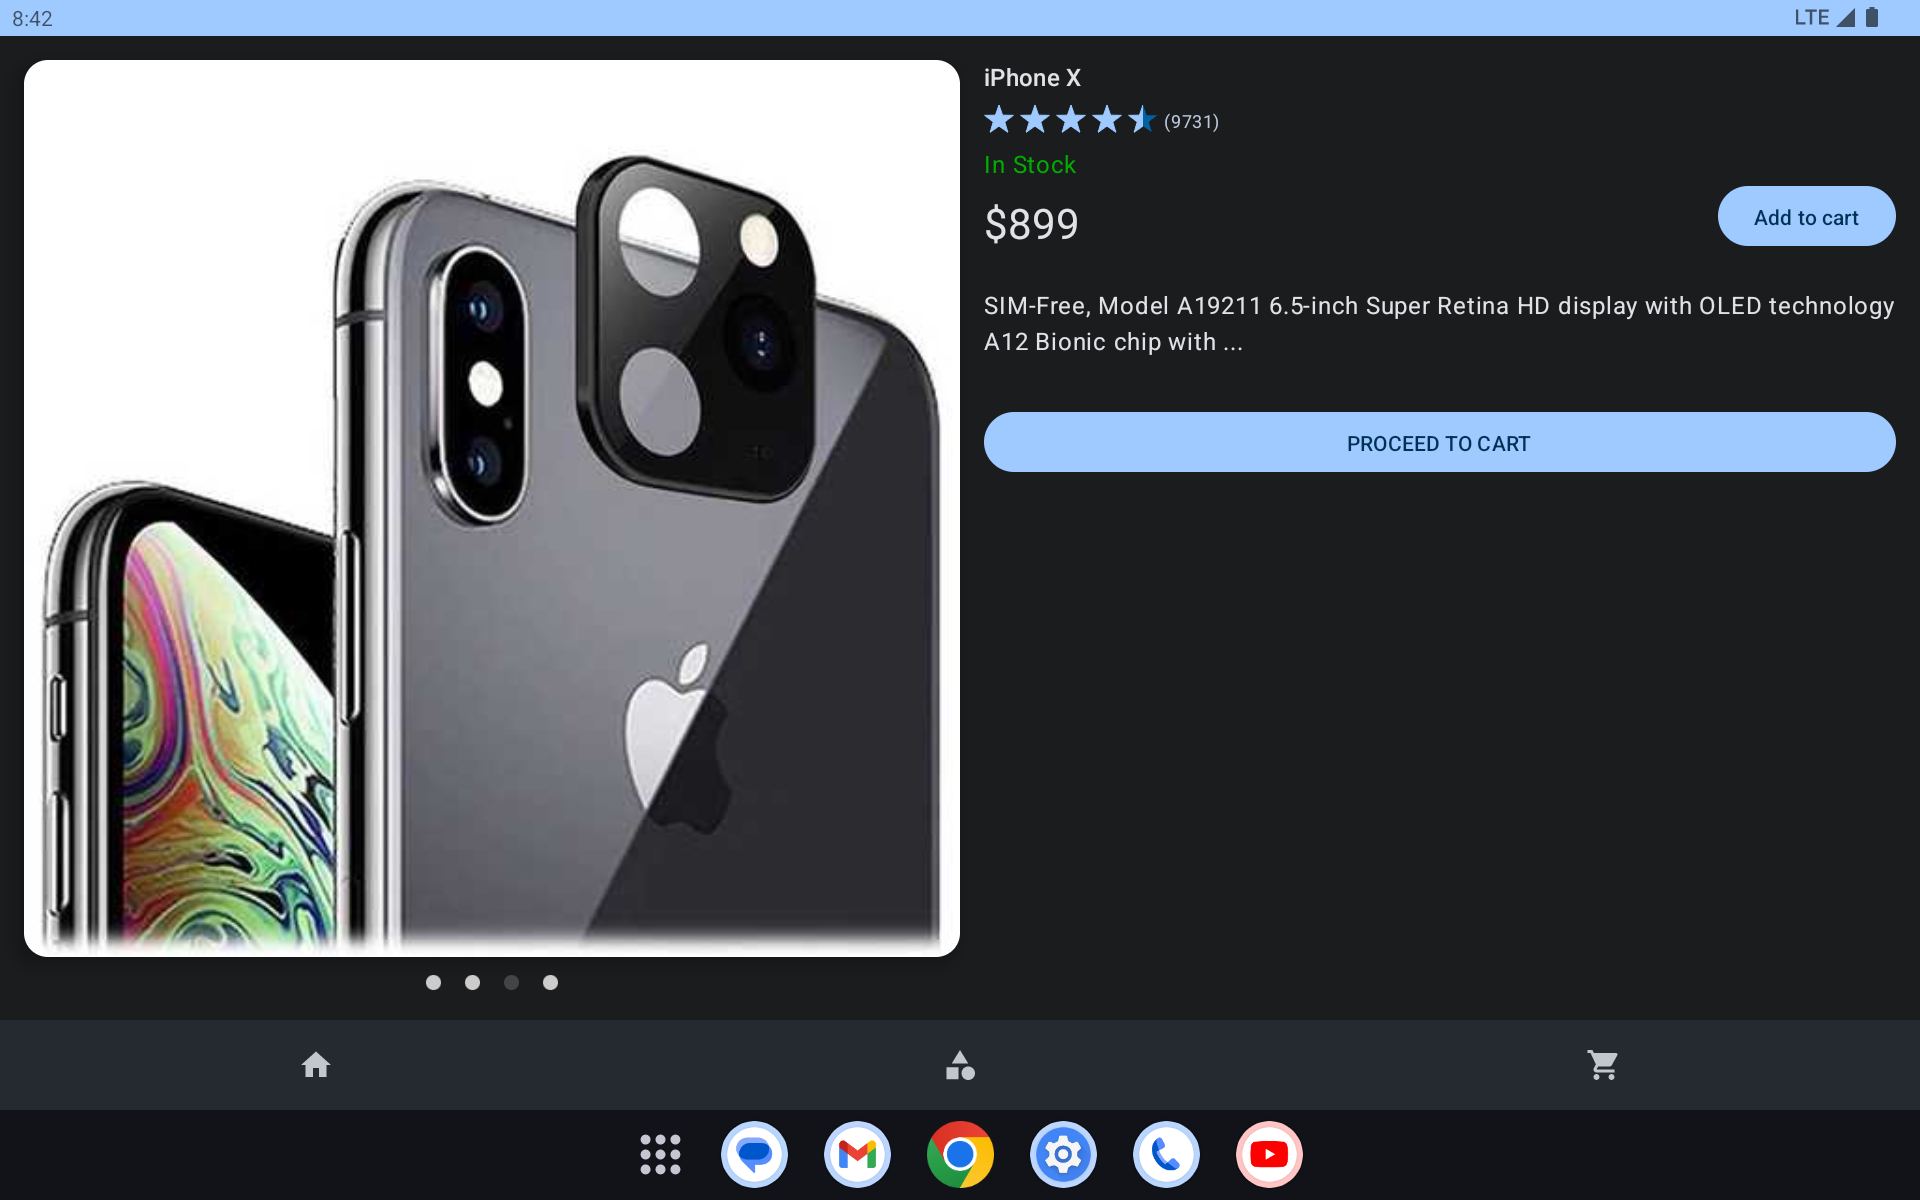 8:42
LTE
iPhone X
(9731)
In Stock
$899
Add to cart
SIM-Free, Model A19211 6.5-inch Super Retina HD display with OLED technology
A12 Bionic chip with ...
PROCEED TO CART